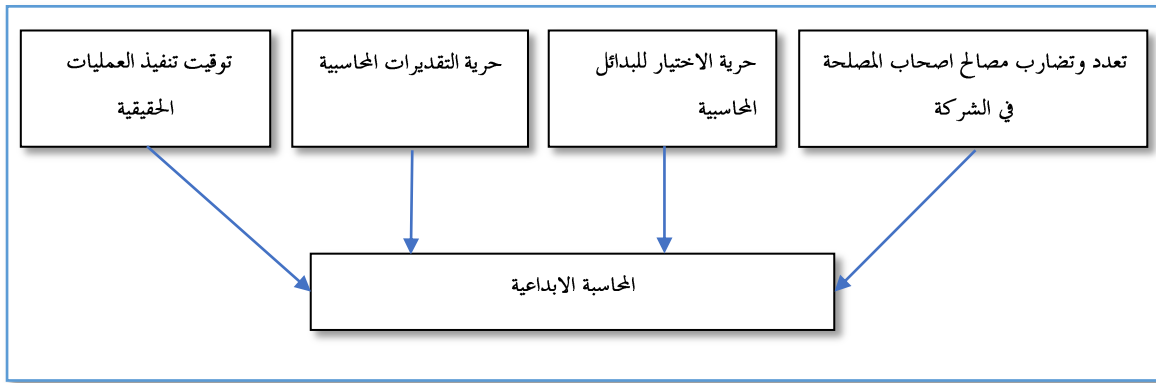 تعدد وتضارب مصالح اصحاب المصلحة
في الشركة
حرية الاختيار للبدائل
المحاسبية
حرية التقديرات المحاسبية
توقيت تنفيذ العمليات
الحقيقية
المحاسبة الابداعية